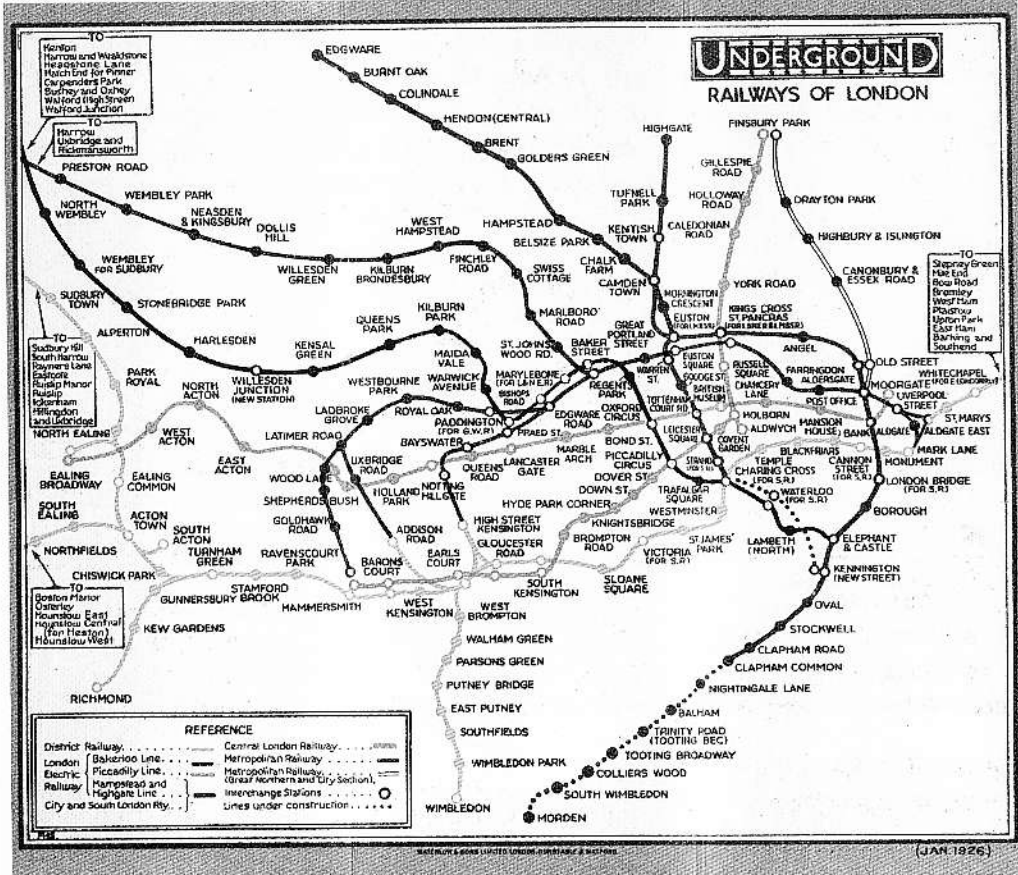 UNDERGROUND
RAILWAYS OF LONDON
TO
Kenton
Harrow and Wealdstone
Headstone Lane
Hatch End for Pinner
Carpenders Park
Bushey and Oxhey
Watford High Street
Watford Junction
TO
Harrow
Uxbridge and
Rickmansworth
EDGWARE
BURNT OAK
COLINDALE
HENDON (CENTRAL)
BRENT
GOLDERS GREEN
HAMPSTEAD
BELSIZE PARK
CHALK
FARM
CAMDEN
TOWN
HIGHGATE
TUFNELL
PARK
KENTISH
TOWN
MORNINGTON
CRESCENT
EUSTON
FINSBURY PARK
GILLESPIE
ROAD
HOLLOWAY
ROAD
CALEDONIAN
ROAD
YORK ROAD
KINGS CROSS
ST. PANCRAS
DRAYTON PARK
HIGHBURY & ISLINGTON
CANONBURY &
ESSEX ROAD
OLD STREET
TO
Stepney Green
Mile End
Bow Road
Bromley
West Ham
Plaistow
Upton Park
East Ham
Barking and
Southend
PRESTON ROAD
WEMBLEY PARK
NEASDEN
& KINGSBURY
DOLLIS
HILL
WILLESDEN
GREEN
KILBURN
BRONDESBURY
WEST
HAMPSTEAD
FINCHLEY
ROAD
SWISS
COTTAGE
MARLBORO'
ROAD
ST. JOHNS
WOOD RD.
BAKER
STREET
GREAT
PORTLAND
STREET
NORTH
WEMBLEY
WEMBLEY
FOR SUDBURY
STONEBRIDGE PARK
HARLESDEN
WILLESDEN
JUNCTION
(NEW STATION)
KENSAL
GREEN
QUEENS
PARK
KILBURN
PARK
MAIDA
VALE
WARWICK
AVENUE
PADDINGTON
(FOR G.W.R)
EDGWARE
ROAD
MARYLEBONE
(FOR L & N.E.R)
BISHOPS
ROAD
PRAED ST.
REGENTS
PARK
OXFORD
CIRCUS
WARREN
ST.
EUSTON
SQUARE
GOODGE ST.
BRITISH
MUSEUM
TOTTENHAM
COURT RD.
RUSSELL
SQUARE
CHANCERY
LANE
HOLBORN
ALDWYCH
ANGEL
FARRINGDON
ALDERSGATE
MOORGATE
LIVERPOOL
STREET
WHITECHAPEL
ST. MARYS
ALDGATE
ALDGATE EAST
POST OFFICE
BANK
MANSION
HOUSE
BLACKFRIARS
CANNON
STREET
(FOR S.R)
MARK LANE
MONUMENT
LONDON BRIDGE
(FOR S.R)
BOROUGH
SUDBURY
TOWN
ALPERTON
PARK
ROYAL
TO
Sudbury Hill
South Harrow
Rayners Lane
Eastcote
Ruislip Manor
Ruislip
Ickenham
Hillingdon
and Uxbridge
NORTH EALING
NORTH
ACTON
WEST
ACTON
EAST
ACTON
EALING
BROADWAY
EALING
COMMON
WOOD LANE
SHEPHERDS BUSH
GOLDHAWK
ROAD
LATIMER ROAD
LADBROKE
GROVE
WESTBOURNE
PARK
ROYAL OAK
UXBRIDGE
ROAD
HOLLAND
PARK
NOTTING
HILL GATE
BAYSWATER
QUEENS
ROAD
LANCASTER
GATE
MARBLE
ARCH
BOND ST.
ADDISON
ROAD
HIGH STREET
KENSINGTON
PICCADILLY
CIRCUS
LEICESTER
SQUARE
COVENT
GARDEN
STRAND
TRAFALGAR
SQUARE
TEMPLE
CHARING CROSS
(FOR S.R)
WATERLOO
(FOR S.R)
DOVER ST.
DOWN ST.
HYDE PARK CORNER
KNIGHTSBRIDGE
BROMPTON
ROAD
WESTMINSTER
ST JAMES'
PARK
VICTORIA
(FOR S.R)
SLOANE
SQUARE
SOUTH
KENSINGTON
GLOUCESTER
ROAD
EARLS
COURT
LAMBETH
(NORTH)
ELEPHANT
& CASTLE
KENNINGTON
(NEW STREET)
OVAL
STOCKWELL
CLAPHAM ROAD
CLAPHAM COMMON
NIGHTINGALE LANE
BALHAM
TRINITY ROAD
(TOOTING BEC)
TOOTING BROADWAY
COLLIERS WOOD
SOUTH WIMBLEDON
MORDEN
SOUTH
EALING
NORTHFIELDS
ACTON
TOWN
SOUTH
ACTON
CHISWICK PARK
TURNHAM
GREEN
STAMFORD
BROOK
RAVENSCOURT
PARK
HAMMERSMITH
BARONS
COURT
WEST
KENSINGTON
TO
Boston Manor
Osterley
Hounslow East
Hounslow Central
(for Heston)
Hounslow West
GUNNERSBURY
KEW GARDENS
RICHMOND
WEST
BROMPTON
WALHAM GREEN
PARSONS GREEN
PUTNEY BRIDGE
EAST PUTNEY
SOUTHFIELDS
WIMBLEDON PARK
WIMBLEDON
REFERENCE
District Railway
London Electric Railway
Bakerloo Line
Piccadilly Line
Hampstead and
Highgate Line
City and South London Rly.
Central London Railway
Metropolitan Railway
Metropolitan Railway
(Great Northern and City Section)
Interchange Stations
Lines under construction
(JAN. 1926.)